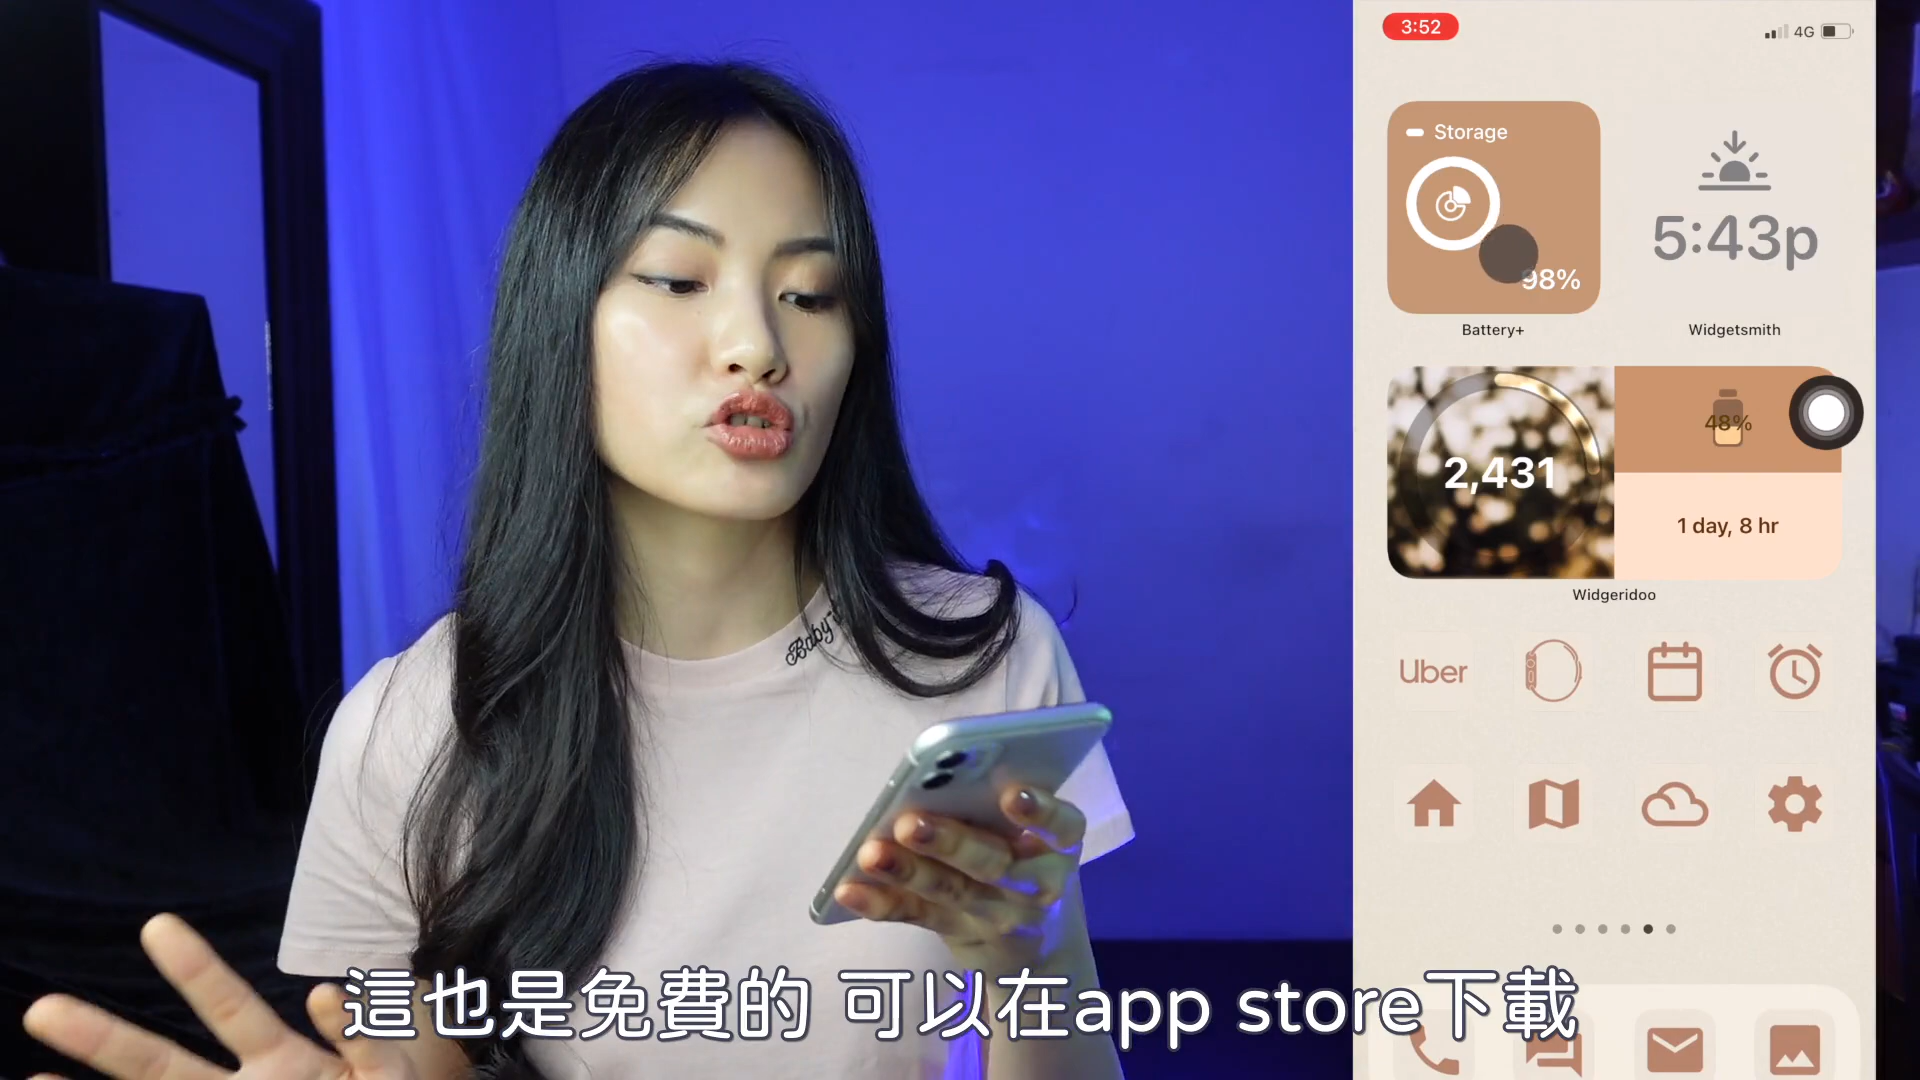 3:52
4G
Storage
98%
Battery+
5:43p
Widgetsmith
2,431
48%
1 day, 8 hr
Widgeridoo
Uber
Baby
這也是免費的 可以在app store下載